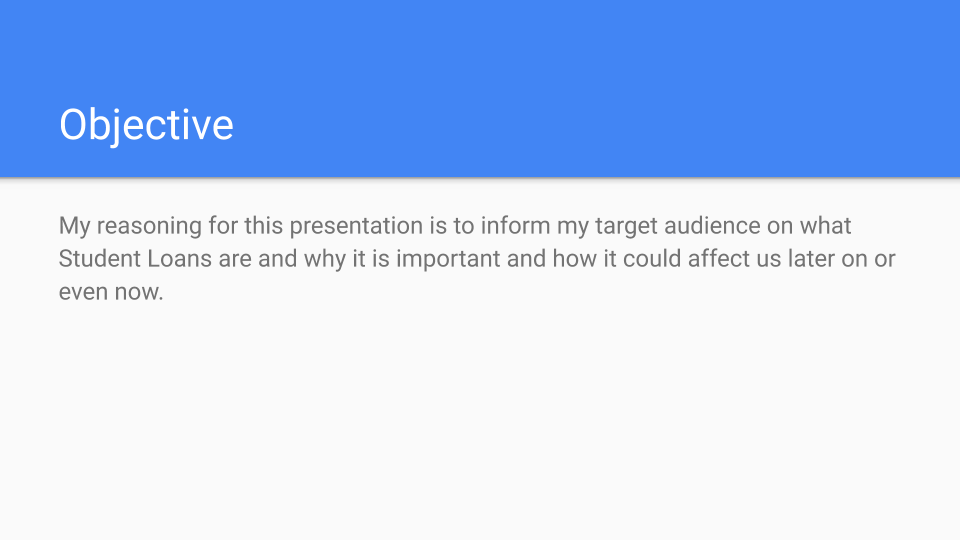 Objective
My reasoning for this presentation is to inform my target audience on what
Student Loans are and why it is important and how it could affect us later on or
even now.